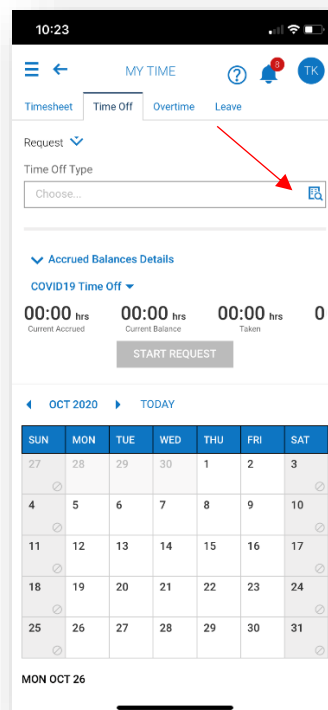 10:23
MY TIME ? 8 TK
Timesheet Time Off Overtime Leave
Request
Time Off Type
Choose...
Accrued Balances Details
COVID19 Time Off
00:00 hrs 00:00 hrs 00:00 hrs 0
Current Accrued Current Balance Taken
START REQUEST
OCT 2020 TODAY
SUN MON TUE WED THU FRI SAT
27 28 29 30 1 2 3
4 5 6 7 8 9 10
11 12 13 14 15 16 17
18 19 20 21 22 23 24
25 26 27 28 29 30 31
MON OCT 26